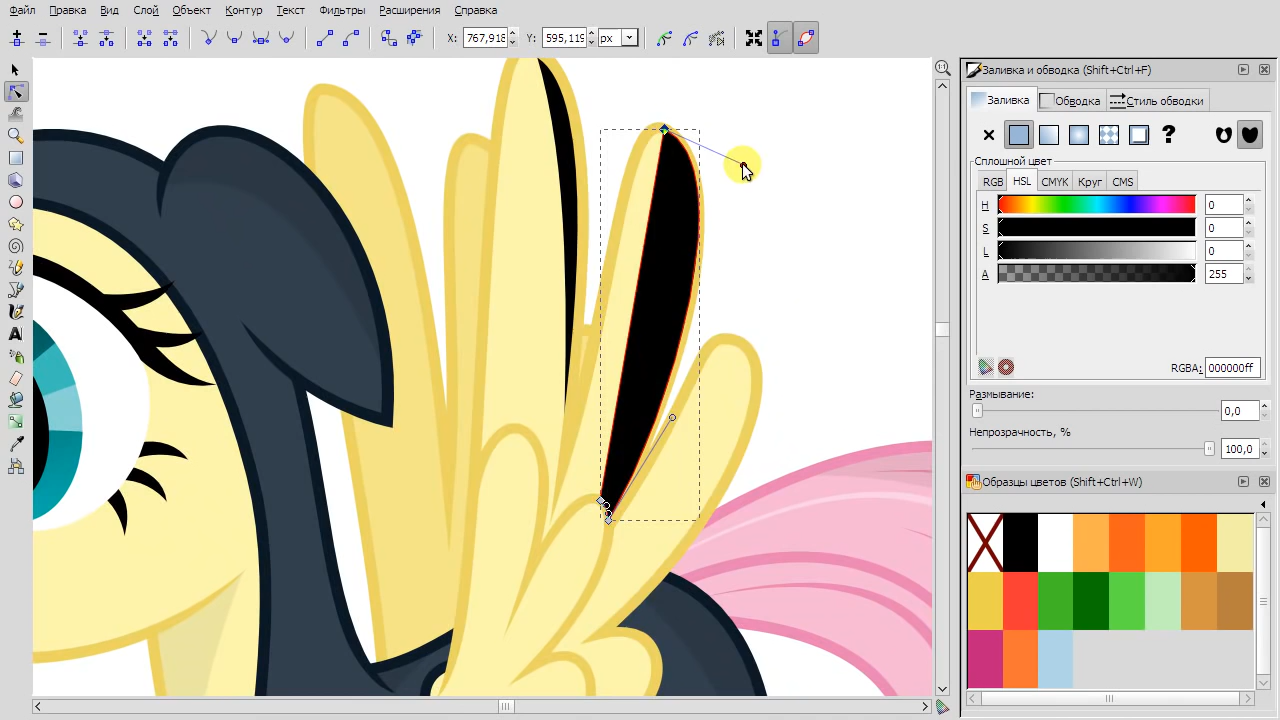 Файл Правка Вид Слой Объект Контур Текст Фильтры Расширения Справка
X: 767,918 Y: 595,119 px
1:1
Заливка и обводка (Shift+Ctrl+F)
Заливка Обводка Стиль обводки
?
Сплошной цвет
RGB HSL CMYK Круг CMS
H 0
S 0
L 0
A 255
RGBA: 000000ff
Размывание:
0,0
Непрозрачность, %
100,0
Образцы цветов (Shift+Ctrl+W)